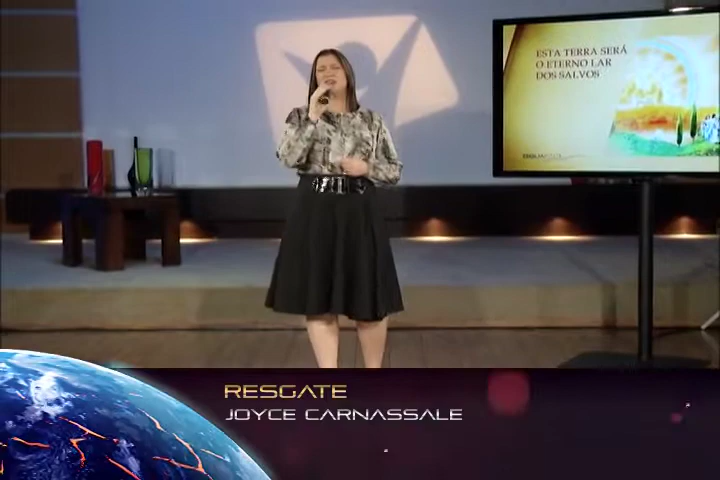 ESTA TERRA SERÁ
O ETERNO LAR
DOS SALVOS
RESGATE
JOYCE CARNASSALE